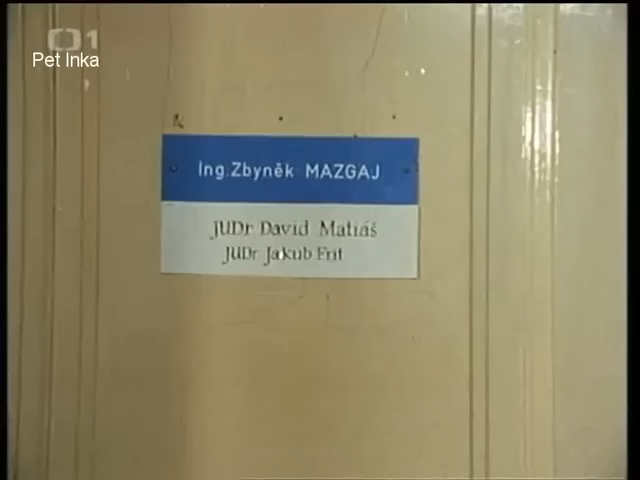 ČT1
Pet Inka
Ing. Zbyněk MAZGAJ
JUDr David Matiáš
JUDr Jakub Frit